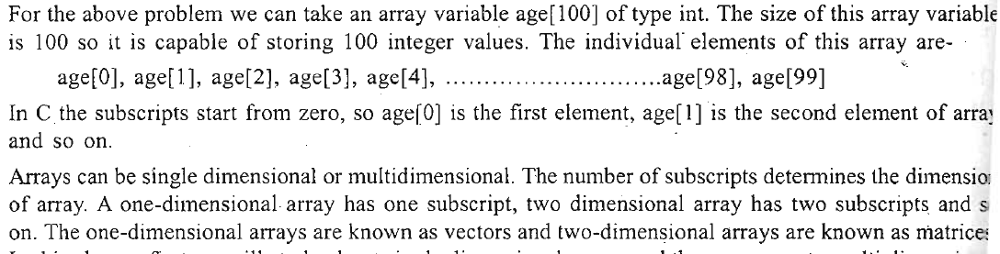 For the above problem we can take an array variable age[100] of type int. The size of this array variable
is 100 so it is capable of storing 100 integer values. The individual elements of this array are-
age[0], age[1], age[2], age[3], age[4], ............................age[98], age[99]
In C the subscripts start from zero, so age[0] is the first element, age[1] is the second element of array
and so on.
Arrays can be single dimensional or multidimensional. The number of subscripts determines the dimension
of array. A one-dimensional array has one subscript, two dimensional array has two subscripts and s
on. The one-dimensional arrays are known as vectors and two-dimensional arrays are known as matrices